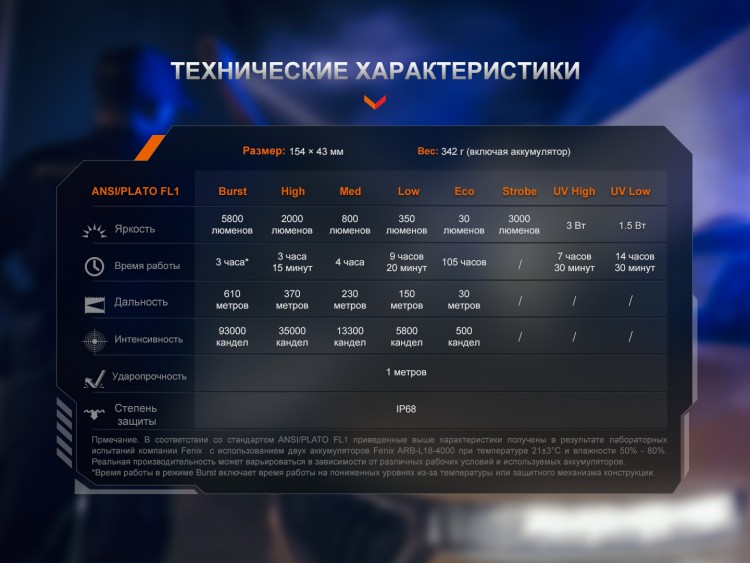 ТЕХНИЧЕСКИЕ ХАРАКТЕРИСТИКИ
Размер: 154 × 43 мм Вес: 342 г (включая аккумулятор)
ANSI/PLATO FL1 Burst High Med Low Eco Strobe UV High UV Low
Яркость 5800 люменов 2000 люменов 800 люменов 350 люменов 30 люменов 3000 люменов 3 Вт 1.5 Вт
Время работы 3 часа* 3 часа 15 минут 4 часа 9 часов 20 минут 105 часов / 7 часов 30 минут 14 часов 30 минут
Дальность 610 метров 370 метров 230 метров 150 метров 30 метров / / /
Интенсивность 93000 кандел 35000 кандел 13300 кандел 5800 кандел 500 кандел / / /
Ударопрочность 1 метров
Степень защиты IP68
Прмечание. В соответствии со стандартом ANSI/PLATO FL1 приведенные выше характеристики получены в результате лабораторных
испытаний компании Fenix с использованием двух аккумуляторов Fenix ARB-L18-4000 при температуре 21±3°C и влажности 50% - 80%.
Реальная производительность может варьироваться в зависимости от различных рабочих условий и используемых аккумуляторов.
*Время работы в режиме Burst включает время работы на пониженных уровнях из-за температуры или защитного механизма конструкции.